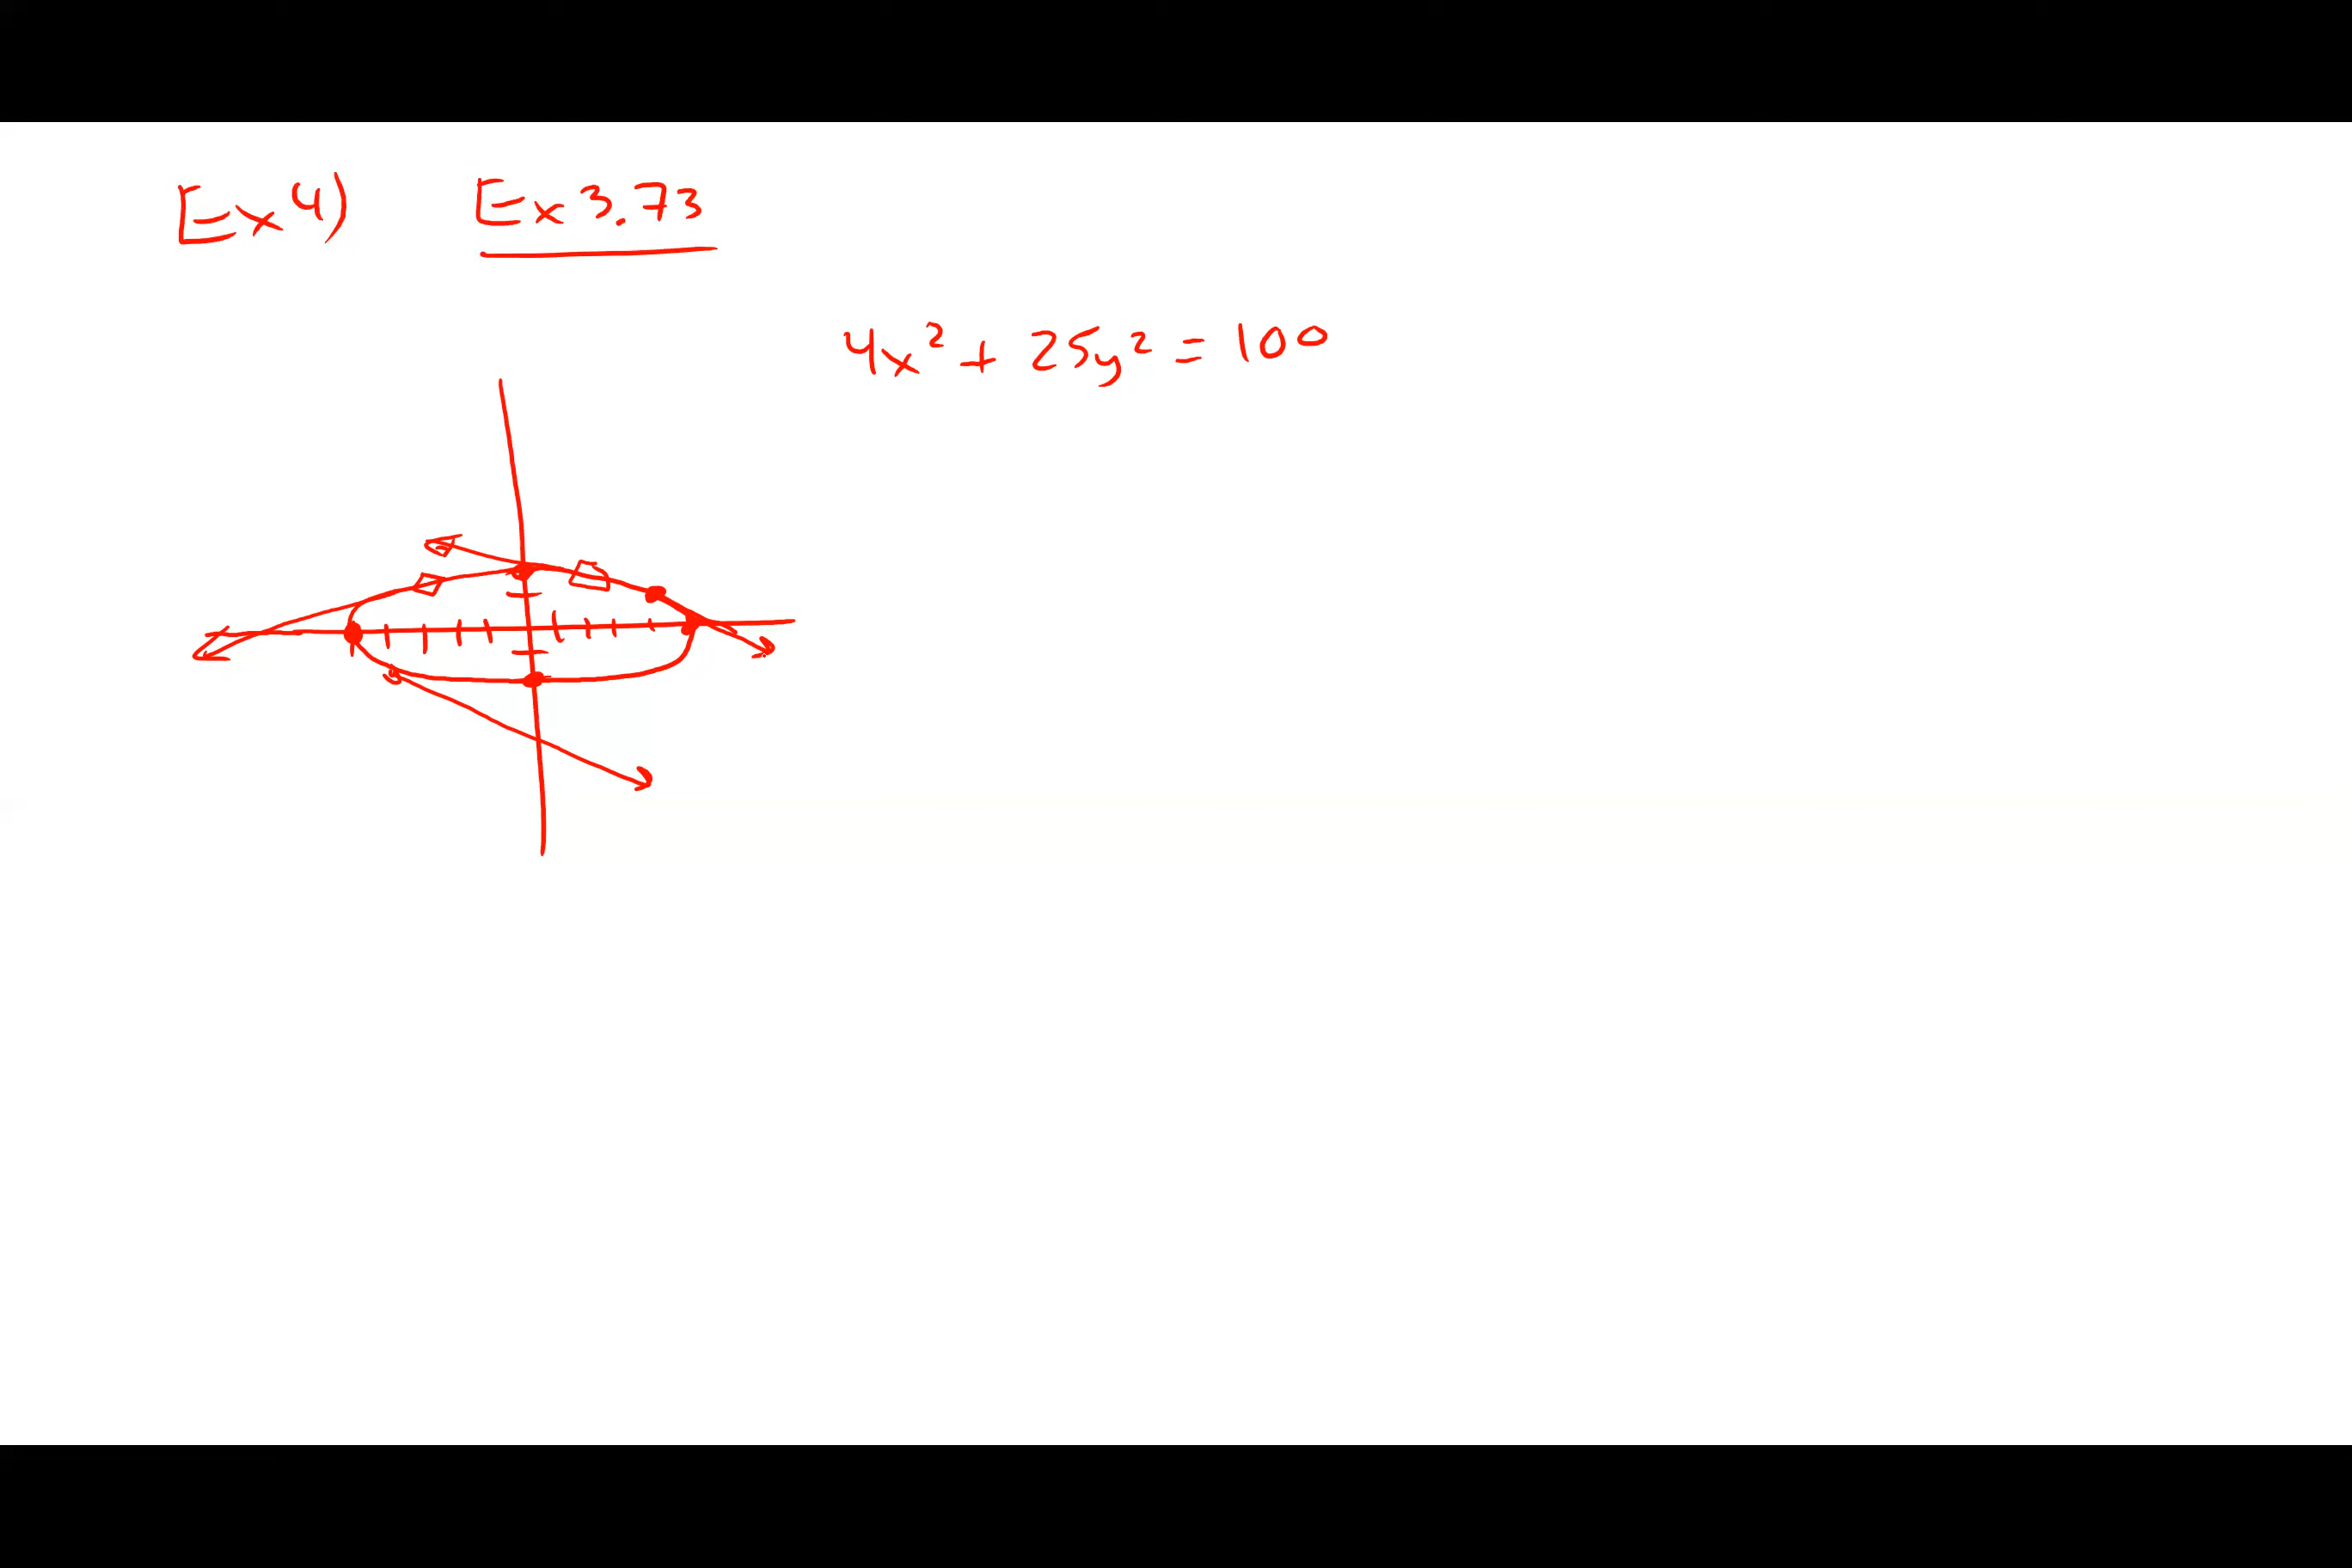 Ex 4) Ex 3.73
4x² + 25y² = 100